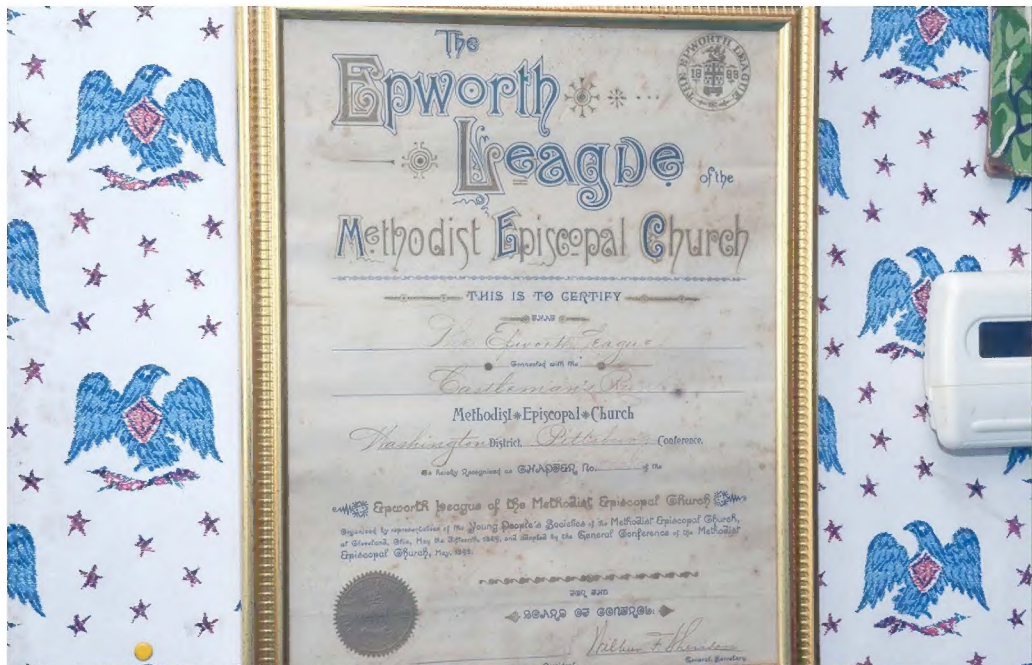 The
Epworth
League of the
Methodist Episcopal Church
THE EPWORTH LEAGUE
1889
THIS IS TO CERTIFY
THAT
The Epworth League
Connected with the
Castleman's Run
Methodist Episcopal Church
Washington District, Pittsburg Conference,
Is hereby Recognized as CHAPTER No. of the
Epworth League of the Methodist Episcopal Church
Organized by representatives of the Young People's Societies of the Methodist Episcopal Church,
at Cleveland, Ohio, May the fifteenth, 1889, and adopted by the General Conference of the Methodist
Episcopal Church, May,
FOR THE
BOARD OF CONTROL:
Wilbur F. Sheridan
General Secretary